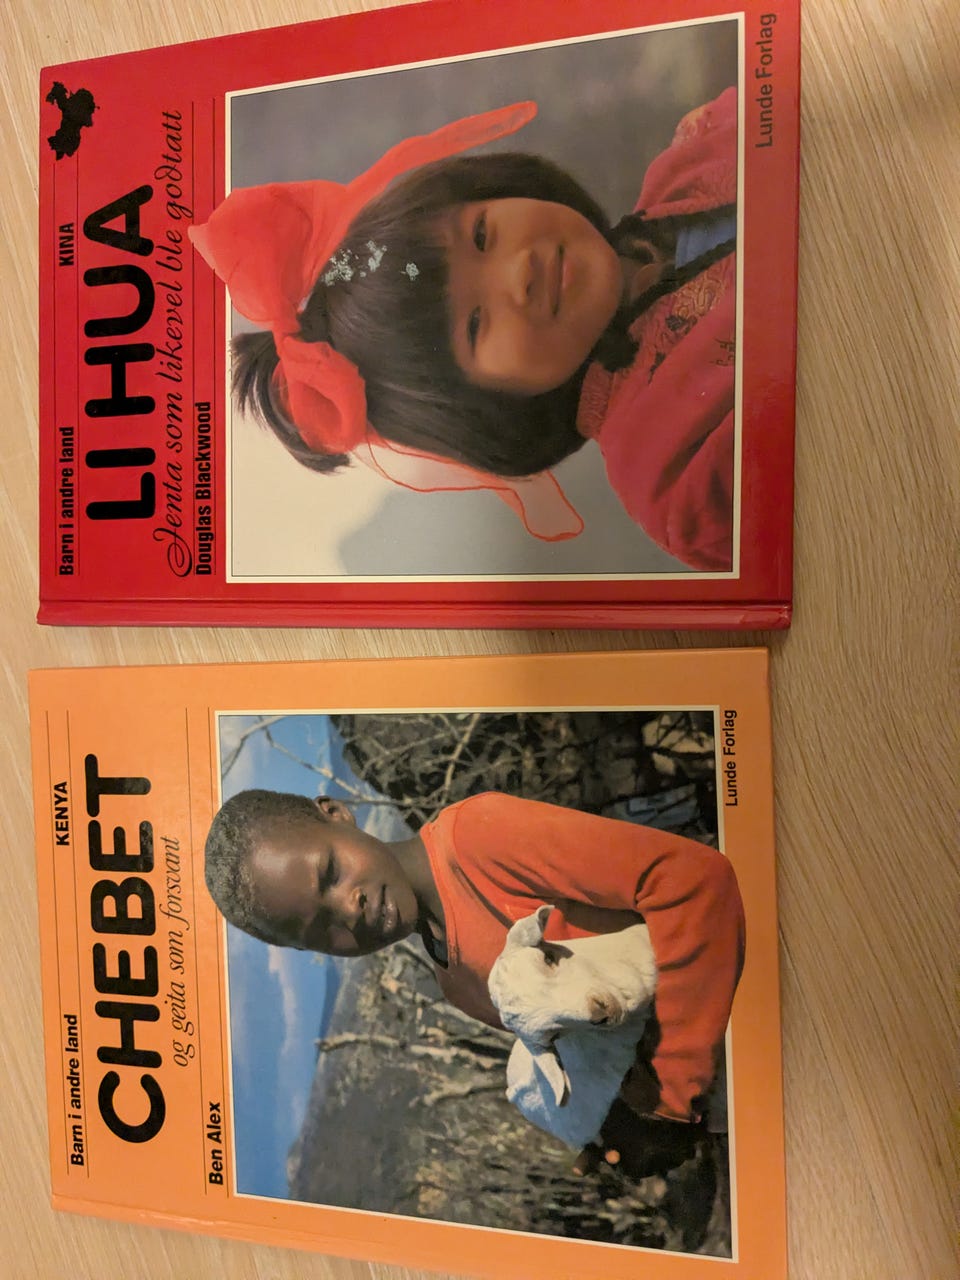 Barn i andre land KENYA
CHEBET
og geita som forsvant
Ben Alex
Lunde Forlag
Barn i andre land KINA
LI HUA
Jenta som likevel ble godtatt
Douglas Blackwood
Lunde Forlag